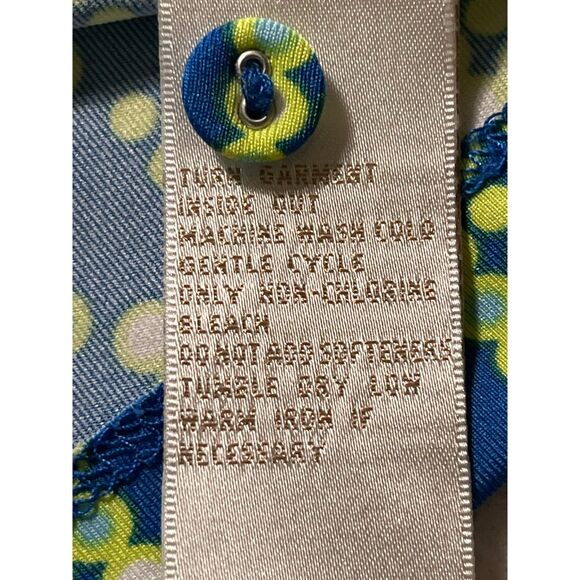 TURN GARMENT
INSIDE OUT
MACHINE WASH COLD
GENTLE CYCLE
ONLY NON-CHLORINE
BLEACH
DO NOT ADD SOFTENERS
TUMBLE DRY LOW
WARM IRON IF
NECESSARY